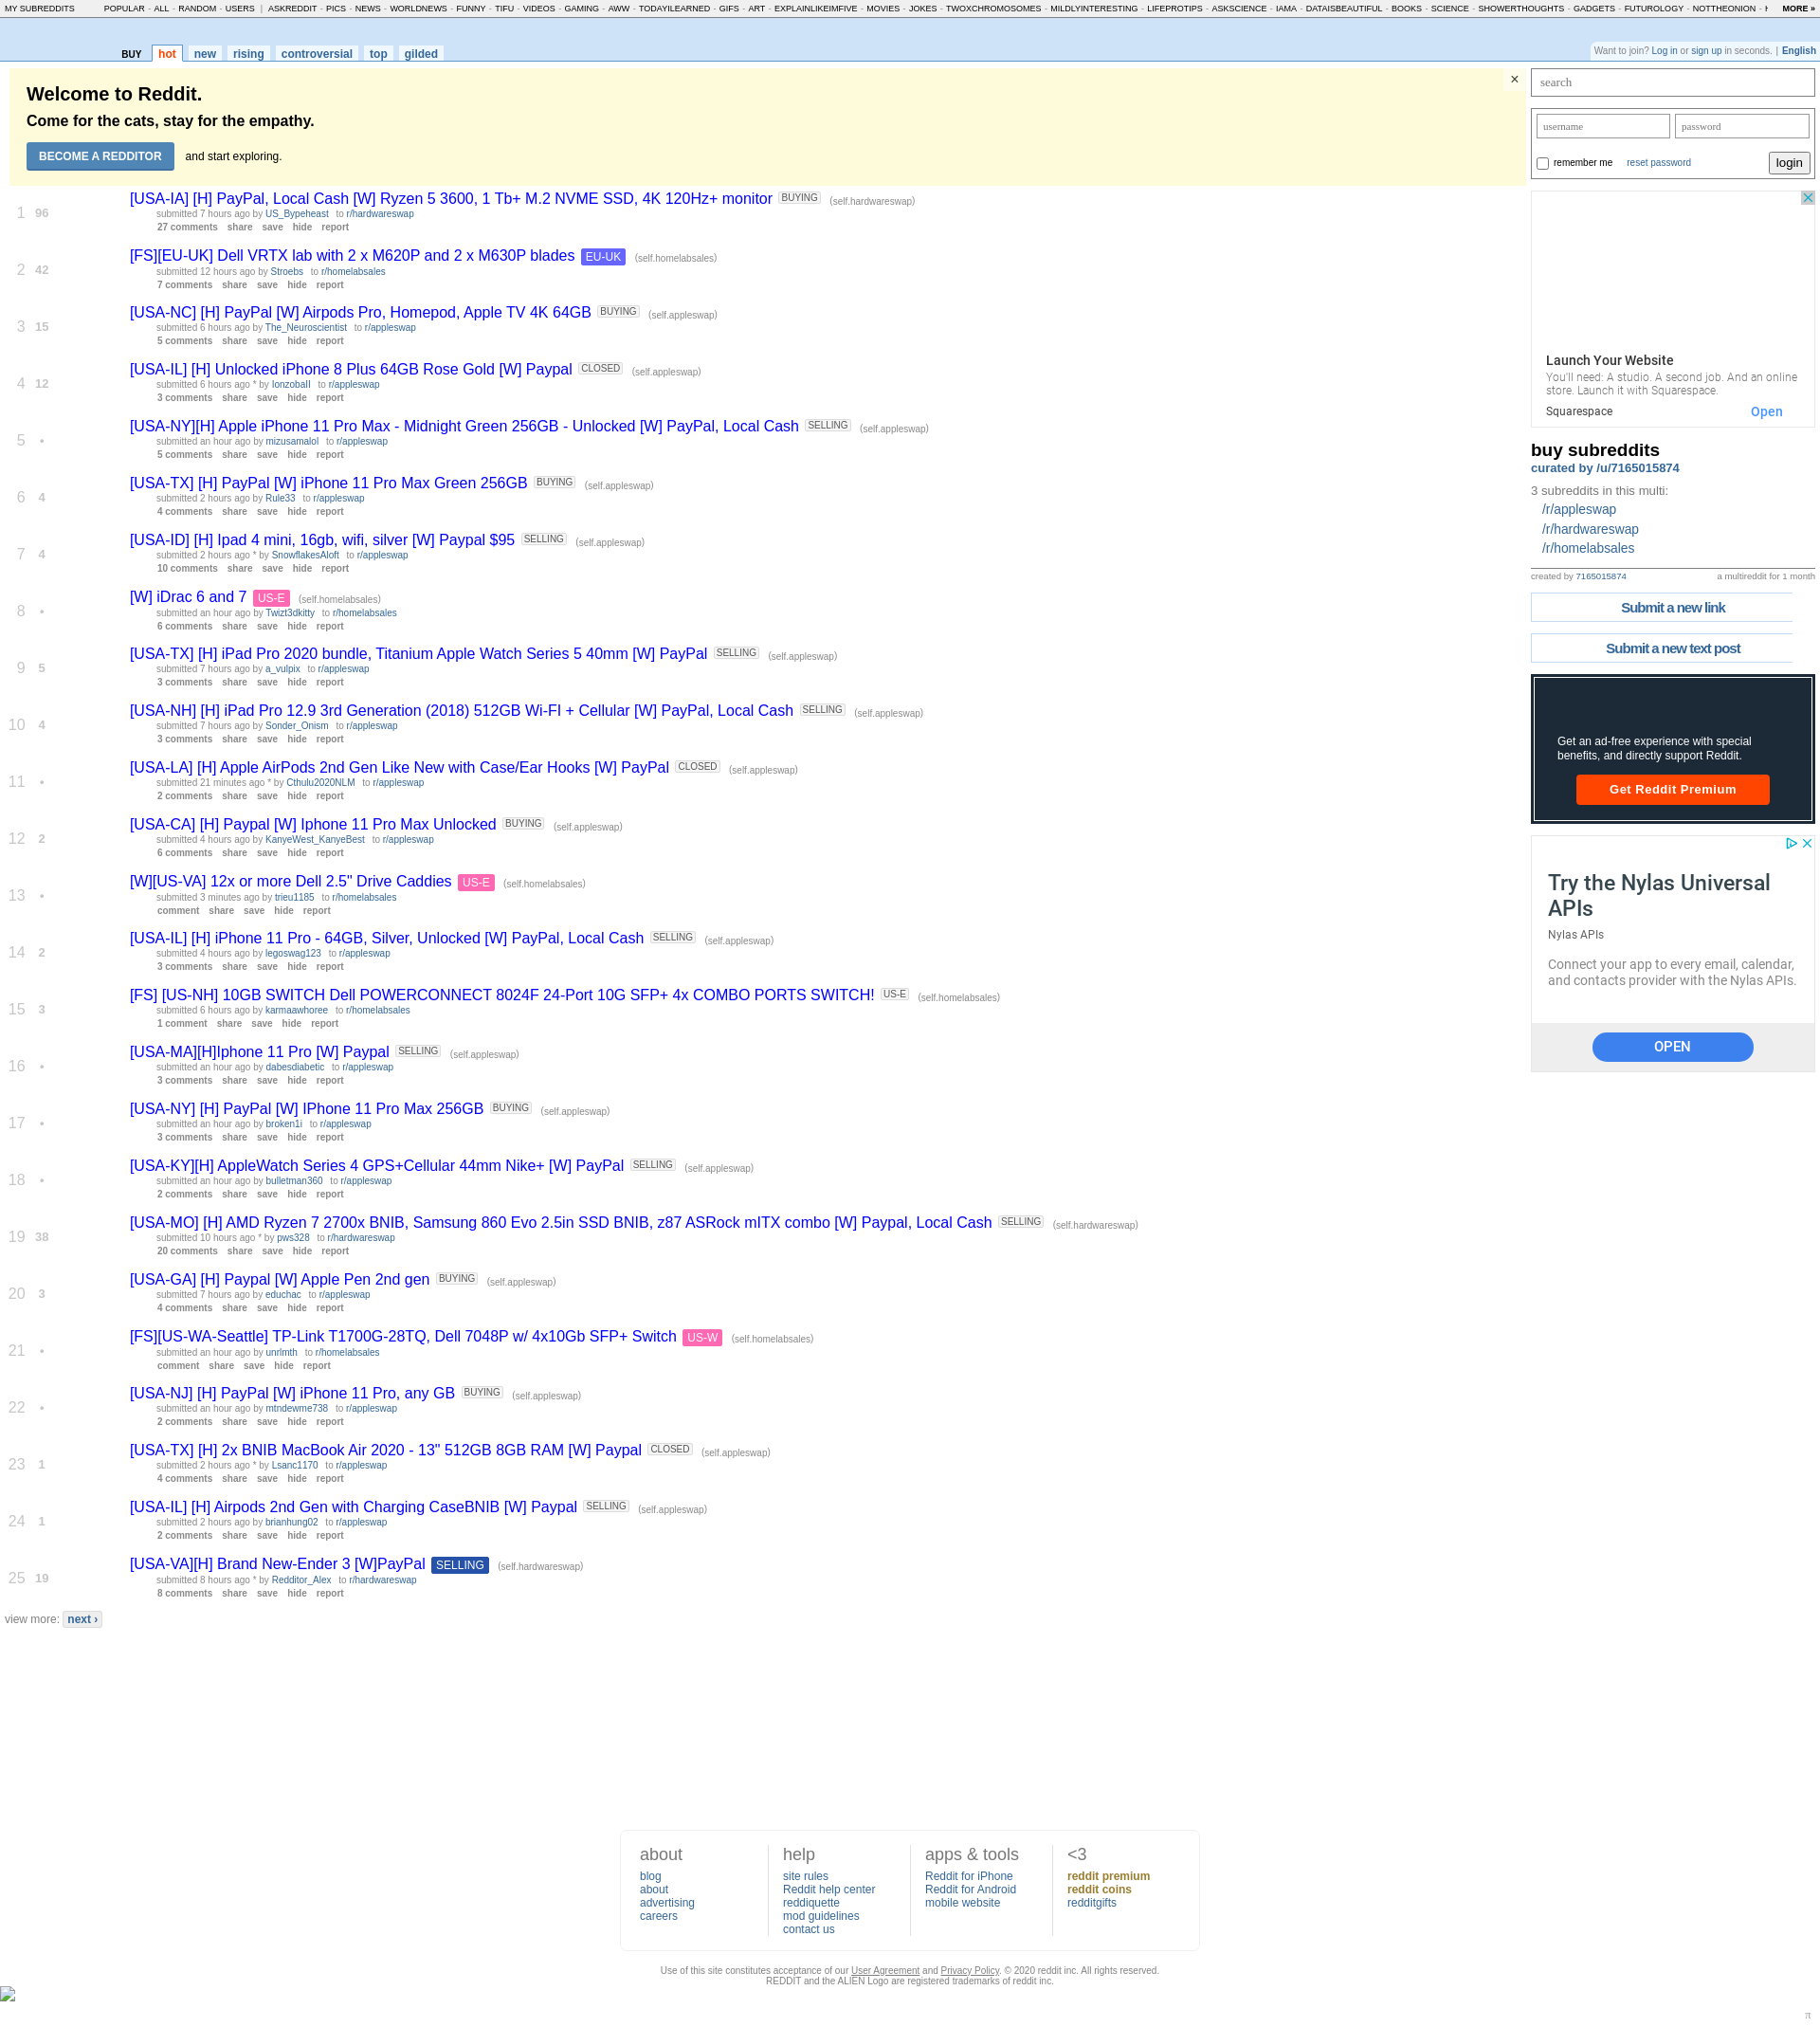 MY SUBREDDITS POPULAR - ALL - RANDOM - USERS | ASKREDDIT - PICS - NEWS - WORLDNEWS - FUNNY - TIFU - VIDEOS - GAMING - AWW - TODAYILEARNED - GIFS - ART - EXPLAINLIKEIMFIVE - MOVIES - JOKES - TWOXCHROMOSOMES - MILDLYINTERESTING - LIFEPROTIPS - ASKSCIENCE - IAMA - DATAISBEAUTIFUL - BOOKS - SCIENCE - SHOWERTHOUGHTS - GADGETS - FUTUROLOGY - NOTTHEONION - MORE »
BUY hot new rising controversial top gilded
Want to join? Log in or sign up in seconds. | English
Welcome to Reddit.
Come for the cats, stay for the empathy.
BECOME A REDDITOR and start exploring.
×
1 96 [USA-IA] [H] PayPal, Local Cash [W] Ryzen 5 3600, 1 Tb+ M.2 NVME SSD, 4K 120Hz+ monitor BUYING (self.hardwareswap)
submitted 7 hours ago by US_Bypeheast to r/hardwareswap
27 comments share save hide report
2 42 [FS][EU-UK] Dell VRTX lab with 2 x M620P and 2 x M630P blades EU-UK (self.homelabsales)
submitted 12 hours ago by Stroebs to r/homelabsales
7 comments share save hide report
3 15 [USA-NC] [H] PayPal [W] Airpods Pro, Homepod, Apple TV 4K 64GB BUYING (self.appleswap)
submitted 6 hours ago by The_Neuroscientist to r/appleswap
5 comments share save hide report
4 12 [USA-IL] [H] Unlocked iPhone 8 Plus 64GB Rose Gold [W] Paypal CLOSED (self.appleswap)
submitted 6 hours ago * by lonzoball to r/appleswap
3 comments share save hide report
5 • [USA-NY][H] Apple iPhone 11 Pro Max - Midnight Green 256GB - Unlocked [W] PayPal, Local Cash SELLING (self.appleswap)
submitted an hour ago by mizusamalol to r/appleswap
5 comments share save hide report
6 4 [USA-TX] [H] PayPal [W] iPhone 11 Pro Max Green 256GB BUYING (self.appleswap)
submitted 2 hours ago by Rule33 to r/appleswap
4 comments share save hide report
7 4 [USA-ID] [H] Ipad 4 mini, 16gb, wifi, silver [W] Paypal $95 SELLING (self.appleswap)
submitted 2 hours ago * by SnowflakesAloft to r/appleswap
10 comments share save hide report
8 • [W] iDrac 6 and 7 US-E (self.homelabsales)
submitted an hour ago by Twizt3dkitty to r/homelabsales
6 comments share save hide report
9 5 [USA-TX] [H] iPad Pro 2020 bundle, Titanium Apple Watch Series 5 40mm [W] PayPal SELLING (self.appleswap)
submitted 7 hours ago by a_vulpix to r/appleswap
3 comments share save hide report
10 4 [USA-NH] [H] iPad Pro 12.9 3rd Generation (2018) 512GB Wi-FI + Cellular [W] PayPal, Local Cash SELLING (self.appleswap)
submitted 7 hours ago by Sonder_Onism to r/appleswap
3 comments share save hide report
11 • [USA-LA] [H] Apple AirPods 2nd Gen Like New with Case/Ear Hooks [W] PayPal CLOSED (self.appleswap)
submitted 21 minutes ago * by Cthulu2020NLM to r/appleswap
2 comments share save hide report
12 2 [USA-CA] [H] Paypal [W] Iphone 11 Pro Max Unlocked BUYING (self.appleswap)
submitted 4 hours ago by KanyeWest_KanyeBest to r/appleswap
6 comments share save hide report
13 • [W][US-VA] 12x or more Dell 2.5" Drive Caddies US-E (self.homelabsales)
submitted 3 minutes ago by trieu1185 to r/homelabsales
comment share save hide report
14 2 [USA-IL] [H] iPhone 11 Pro - 64GB, Silver, Unlocked [W] PayPal, Local Cash SELLING (self.appleswap)
submitted 4 hours ago by legoswag123 to r/appleswap
3 comments share save hide report
15 3 [FS] [US-NH] 10GB SWITCH Dell POWERCONNECT 8024F 24-Port 10G SFP+ 4x COMBO PORTS SWITCH! US-E (self.homelabsales)
submitted 6 hours ago by karmaawhoree to r/homelabsales
1 comment share save hide report
16 • [USA-MA][H]Iphone 11 Pro [W] Paypal SELLING (self.appleswap)
submitted an hour ago by dabesdiabetic to r/appleswap
3 comments share save hide report
17 • [USA-NY] [H] PayPal [W] IPhone 11 Pro Max 256GB BUYING (self.appleswap)
submitted an hour ago by broken1i to r/appleswap
3 comments share save hide report
18 • [USA-KY][H] AppleWatch Series 4 GPS+Cellular 44mm Nike+ [W] PayPal SELLING (self.appleswap)
submitted an hour ago by bulletman360 to r/appleswap
2 comments share save hide report
19 38 [USA-MO] [H] AMD Ryzen 7 2700x BNIB, Samsung 860 Evo 2.5in SSD BNIB, z87 ASRock mITX combo [W] Paypal, Local Cash SELLING (self.hardwareswap)
submitted 10 hours ago * by pws328 to r/hardwareswap
20 comments share save hide report
20 3 [USA-GA] [H] Paypal [W] Apple Pen 2nd gen BUYING (self.appleswap)
submitted 7 hours ago by educhac to r/appleswap
4 comments share save hide report
21 • [FS][US-WA-Seattle] TP-Link T1700G-28TQ, Dell 7048P w/ 4x10Gb SFP+ Switch US-W (self.homelabsales)
submitted an hour ago by unrlmth to r/homelabsales
comment share save hide report
22 • [USA-NJ] [H] PayPal [W] iPhone 11 Pro, any GB BUYING (self.appleswap)
submitted an hour ago by mtndewme738 to r/appleswap
2 comments share save hide report
23 1 [USA-TX] [H] 2x BNIB MacBook Air 2020 - 13" 512GB 8GB RAM [W] Paypal CLOSED (self.appleswap)
submitted 2 hours ago * by Lsanc1170 to r/appleswap
4 comments share save hide report
24 1 [USA-IL] [H] Airpods 2nd Gen with Charging CaseBNIB [W] Paypal SELLING (self.appleswap)
submitted 2 hours ago by brianhung02 to r/appleswap
2 comments share save hide report
25 19 [USA-VA][H] Brand New-Ender 3 [W]PayPal SELLING (self.hardwareswap)
submitted 8 hours ago * by Redditor_Alex to r/hardwareswap
8 comments share save hide report
view more: next ›
search
username password
remember me reset password login
Launch Your Website
You'll need: A studio. A second job. And an online
store. Launch it with Squarespace.
Squarespace Open
buy subreddits
curated by /u/7165015874
3 subreddits in this multi:
/r/appleswap
/r/hardwareswap
/r/homelabsales
created by 7165015874 a multireddit for 1 month
Submit a new link
Submit a new text post
Get an ad-free experience with special
benefits, and directly support Reddit.
Get Reddit Premium
Try the Nylas Universal
APIs
Nylas APIs
Connect your app to every email, calendar,
and contacts provider with the Nylas APIs.
OPEN
about
blog
about
advertising
careers
help
site rules
Reddit help center
reddiquette
mod guidelines
contact us
apps & tools
Reddit for iPhone
Reddit for Android
mobile website
<3
reddit premium
reddit coins
redditgifts
Use of this site constitutes acceptance of our User Agreement and Privacy Policy. © 2020 reddit inc. All rights reserved.
REDDIT and the ALIEN Logo are registered trademarks of reddit inc.
π